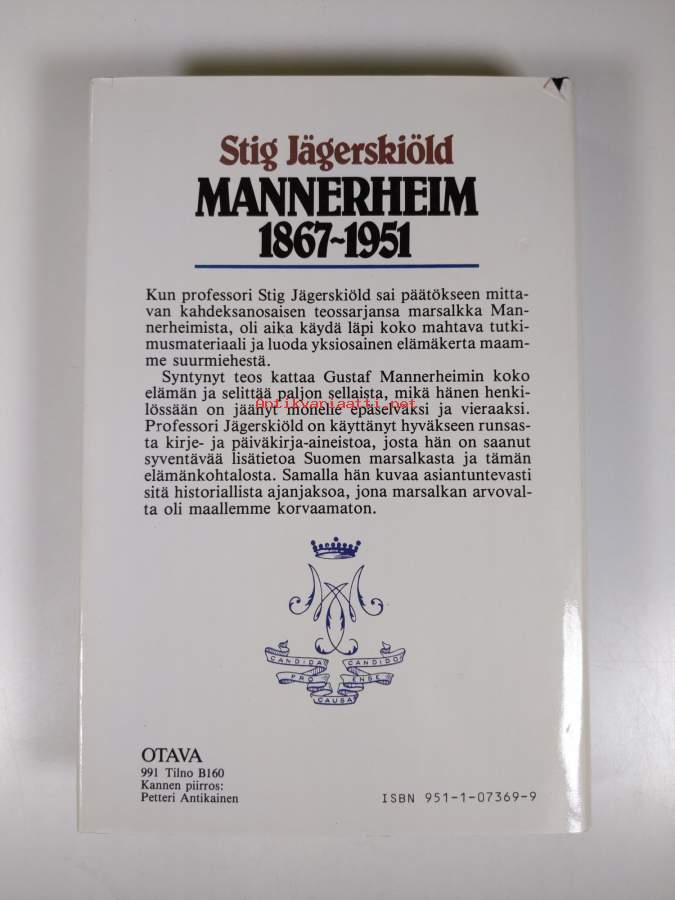 Stig Jägerskiöld
MANNERHEIM
1867~1951
Kun professori Stig Jägerskiöld sai päätökseen mitta-
van kahdeksanosaisen teossarjansa marsalkka Man-
nerheimista, oli aika käydä läpi koko mahtava tutki-
musmateriaali ja luoda yksiosainen elämäkerta maam-
me suurmiehestä.
Syntynyt teos kattaa Gustaf Mannerheimin koko
elämän ja selittää paljon sellaista, mikä hänen henki-
Antikvariaatti.net
lössään on jäänyt monelle epäselväksi ja vieraaksi.
Professori Jägerskiöld on käyttänyt hyväkseen runsas-
ta kirje- ja päiväkirja-aineistoa, josta hän on saanut
syventävää lisätietoa Suomen marsalkasta ja tämän
elämänkohtalosta. Samalla hän kuvaa asiantuntevasti
sitä historiallista ajanjaksoa, jona marsalkan arvoval-
ta oli maallemme korvaamaton.
CANDIDA CANDIDO
PRO ENSE
CAUSA
OTAVA
991 Tilno B160
Kannen piirros:
Petteri Antikainen
ISBN 951-1-07369-9